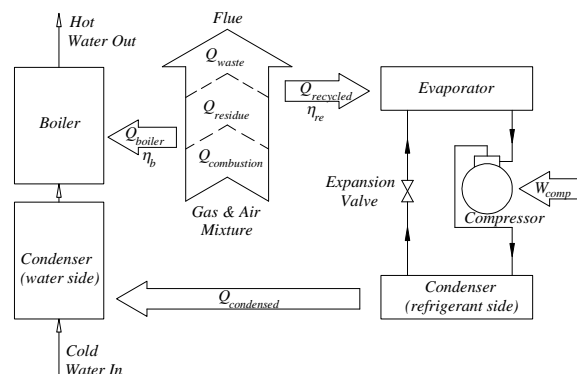 Hot
Water Out
Flue
Q_waste
Boiler
Q_boiler
η_b
Q_residue
Q_combustion
Q_recycled
η_re
Evaporator
Gas & Air
Mixture
Expansion
Valve
W_comp
Compressor
Condenser
(water side)
Q_condensed
Condenser
(refrigerant side)
Cold
Water In